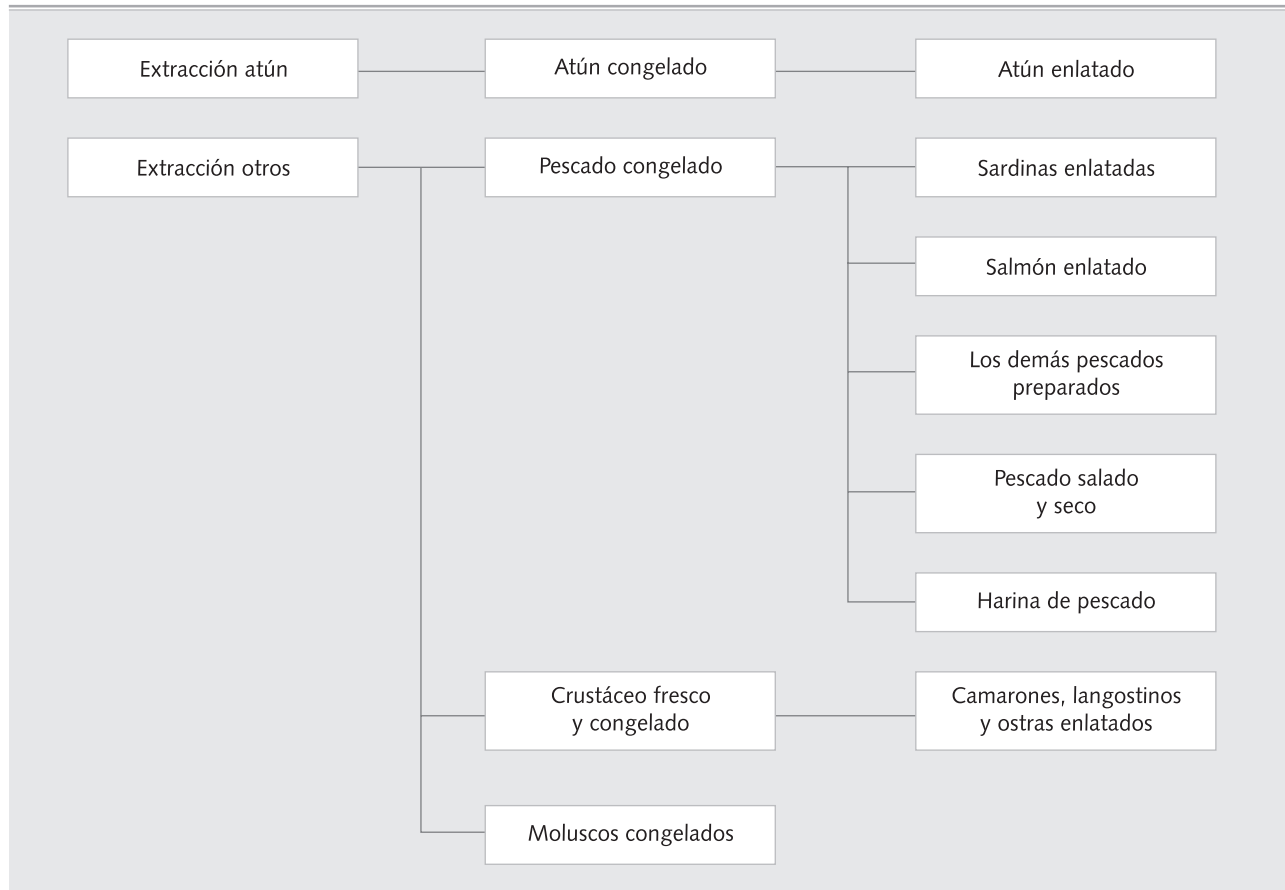 Extracción atún
Atún congelado
Atún enlatado
Extracción otros
Pescado congelado
Sardinas enlatadas
Salmón enlatado
Los demás pescados
preparados
Pescado salado
y seco
Harina de pescado
Crustáceo fresco
y congelado
Camarones, langostinos
y ostras enlatados
Moluscos congelados